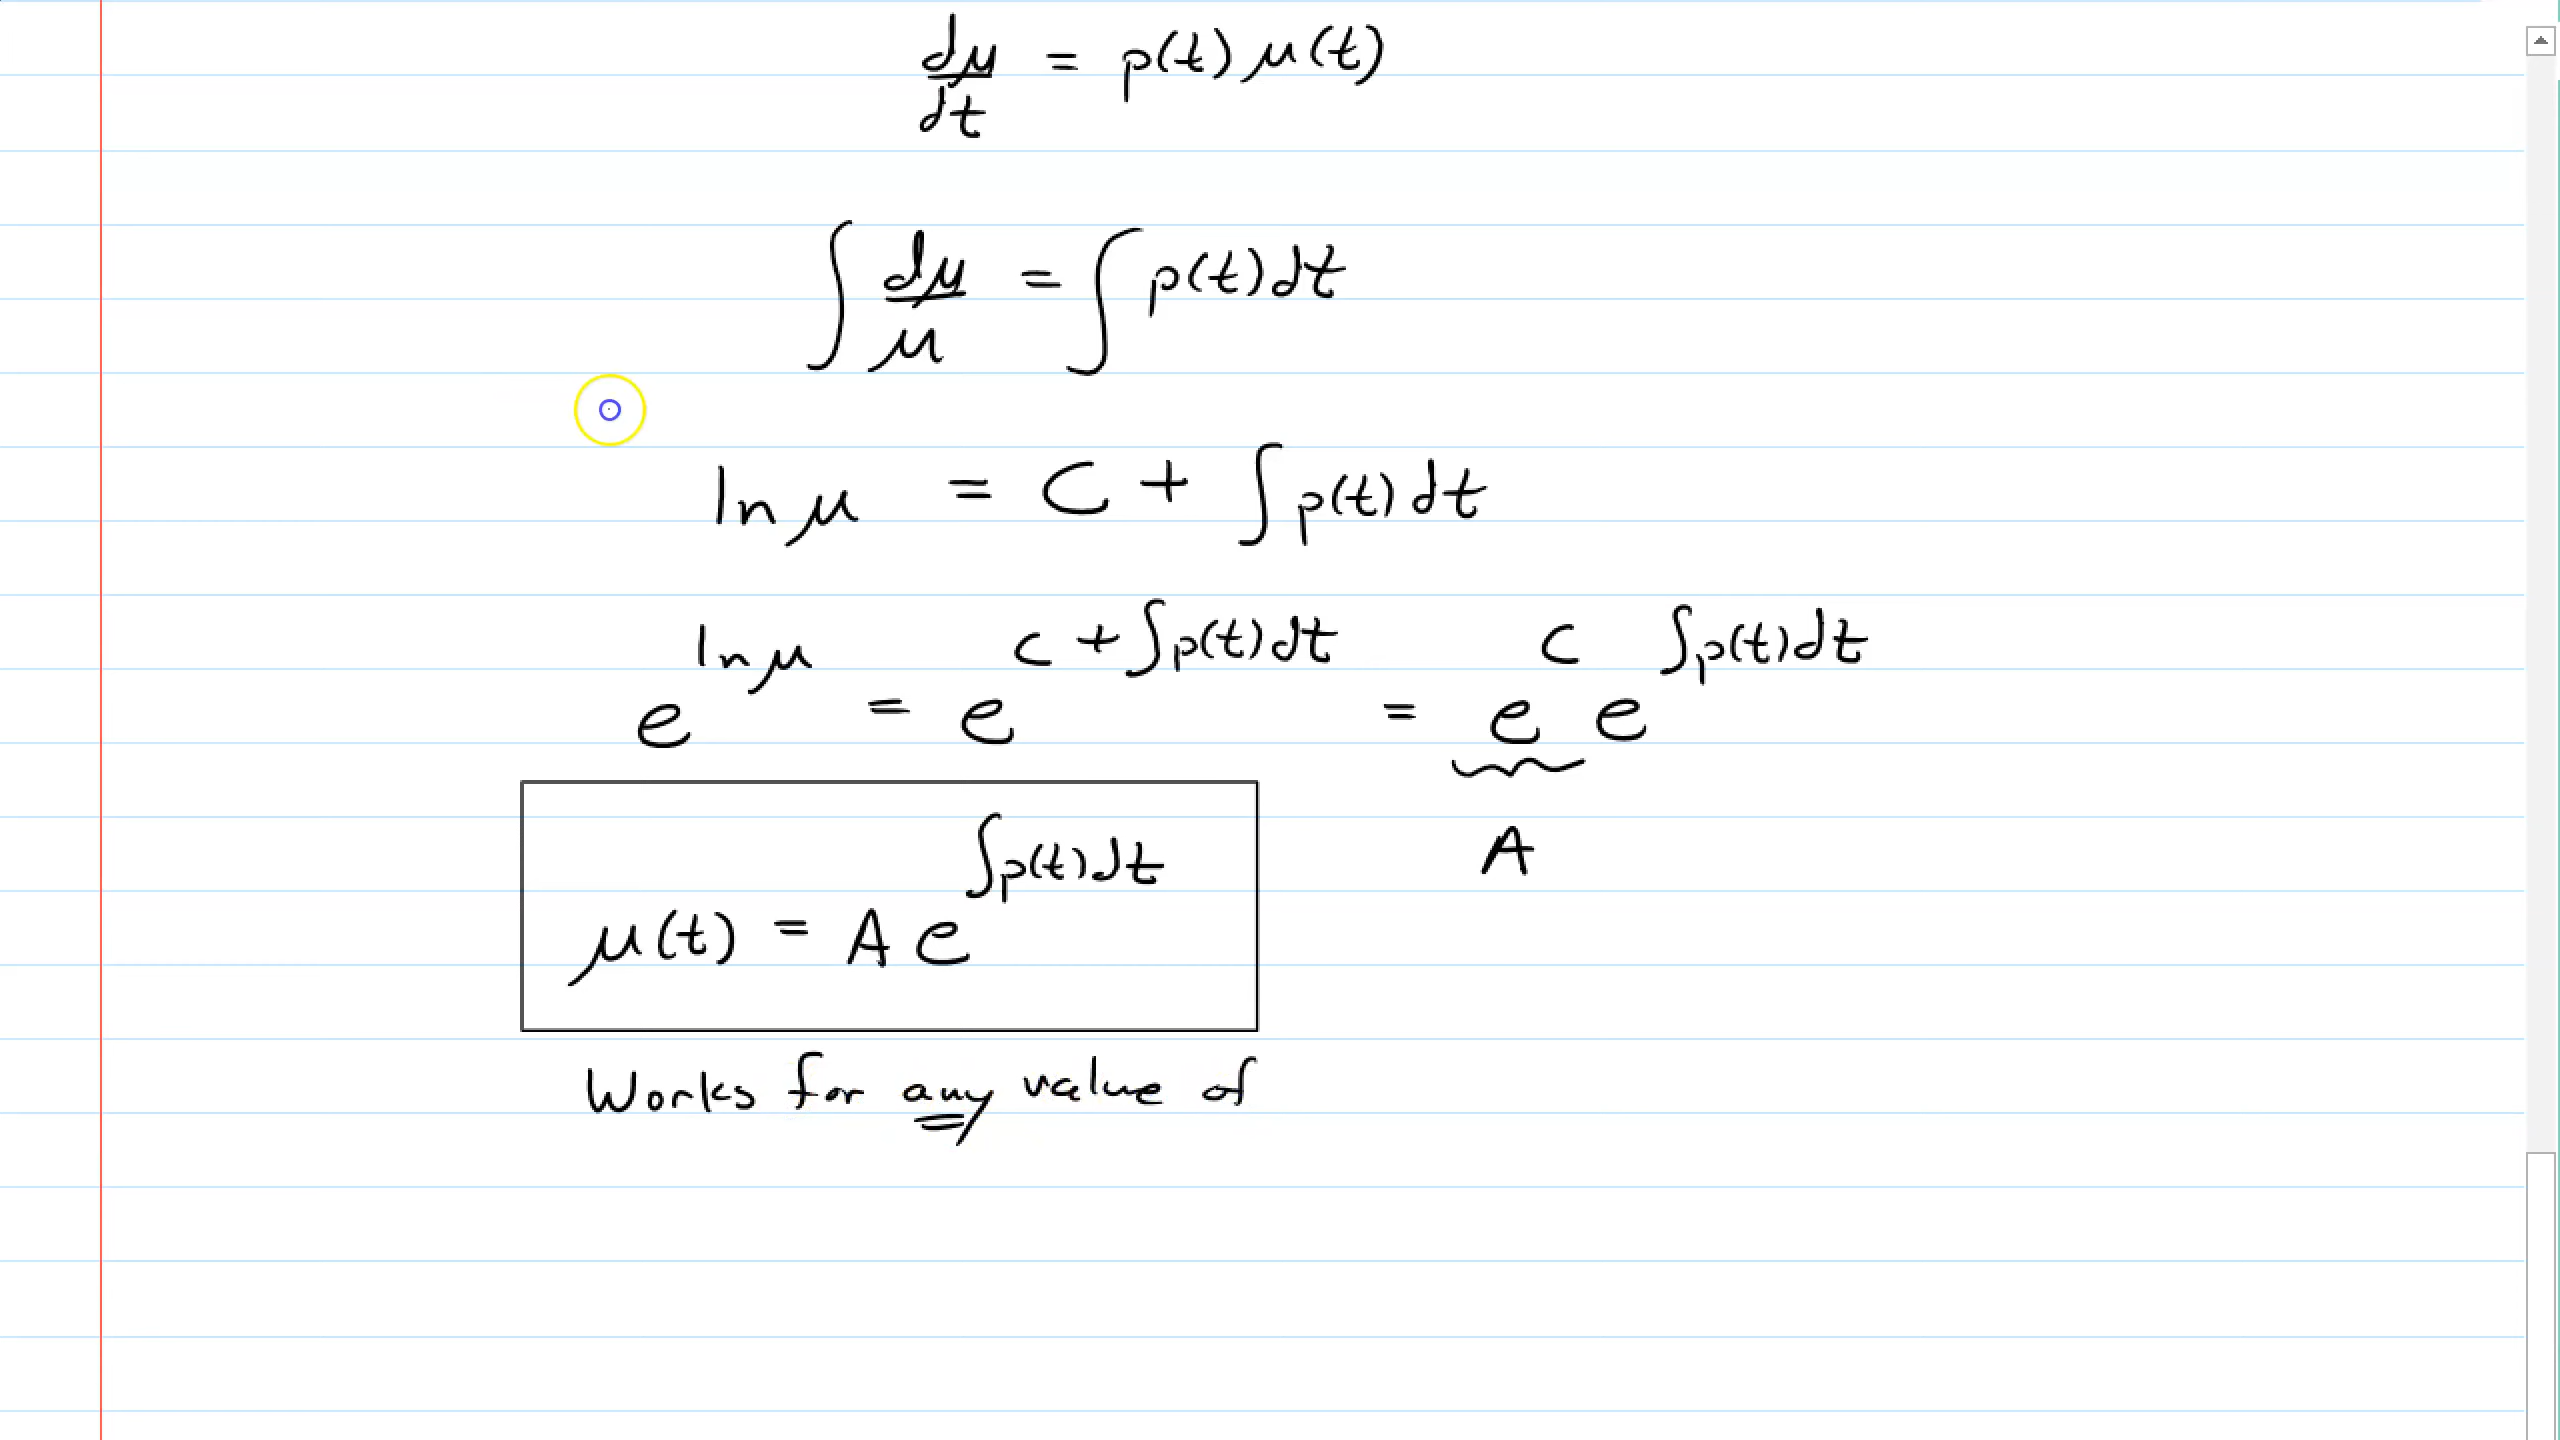 dμ/dt = p(t) μ(t)
∫ dμ/μ = ∫ p(t) dt
ln μ = C + ∫ p(t) dt
e^(ln μ) = e^(c + ∫ p(t) dt) = e^c e^(∫ p(t) dt)
A
μ(t) = A e^(∫ p(t) dt)
Works for any value of